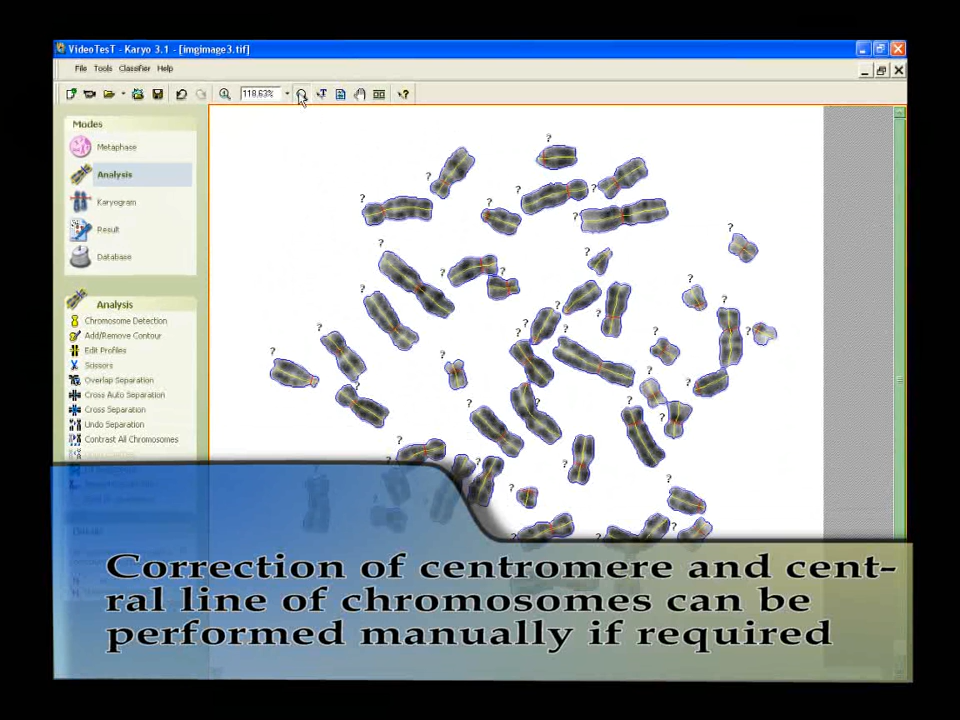 VideoTesT - Karyo 3.1 - [imgimage3.tif]
File Tools Classifier Help
118.63%
Modes
Metaphase
Analysis
Karyogram
Result
Database
Analysis
Chromosome Detection
Add/Remove Contour
Edit Profiles
Scissors
Overlap Separation
Cross Auto Separation
Cross Separation
Undo Separation
Contrast All Chromosomes
Correction of centromere and cent-
ral line of chromosomes can be
performed manually if required